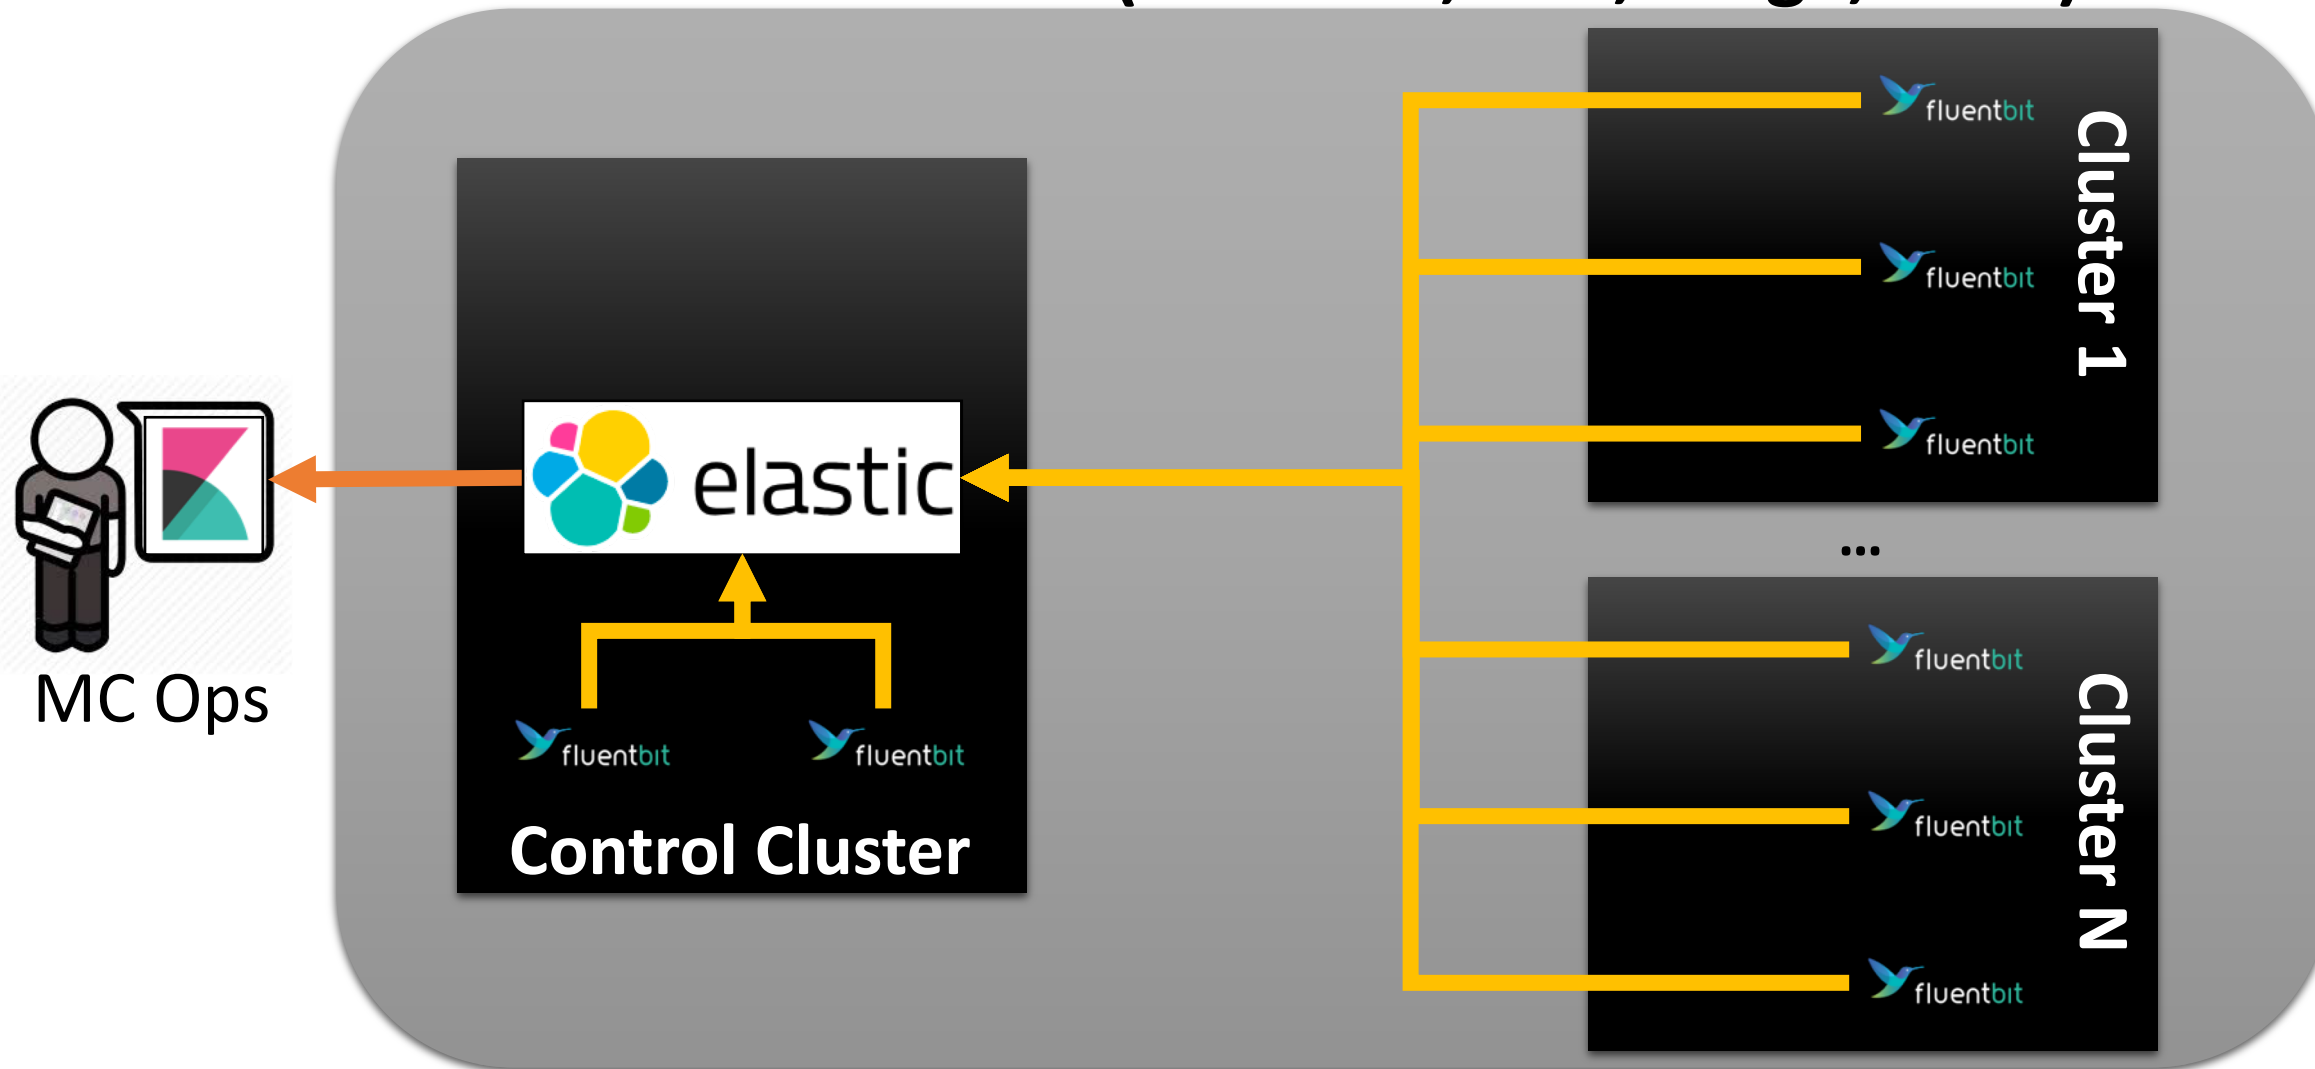 fluentbit
fluentbit
fluentbit
Cluster 1
elastic
...
MC Ops
fluentbit
fluentbit
Control Cluster
fluentbit
fluentbit
fluentbit
Cluster N